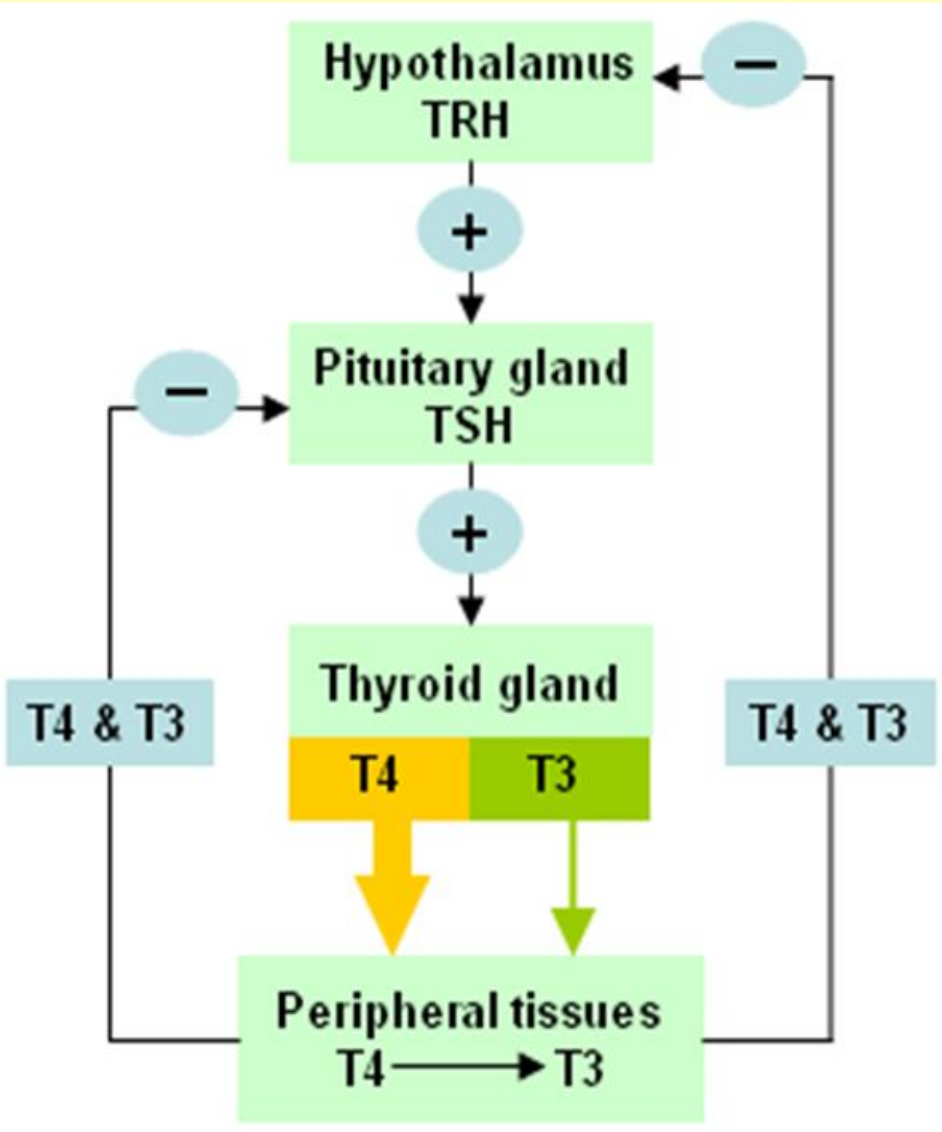 Hypothalamus
TRH
−
+
−
Pituitary gland
TSH
+
Thyroid gland
T4 & T3
T4 & T3
T4
T3
Peripheral tissues
T4 → T3